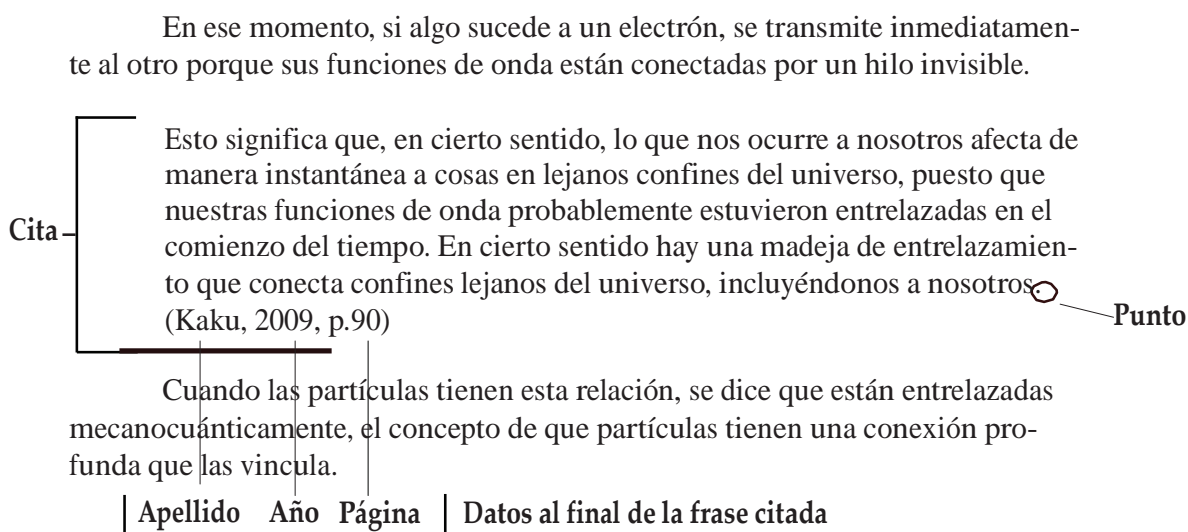 En ese momento, si algo sucede a un electrón, se transmite inmediatamen-
te al otro porque sus funciones de onda están conectadas por un hilo invisible.
Esto significa que, en cierto sentido, lo que nos ocurre a nosotros afecta de
manera instantánea a cosas en lejanos confines del universo, puesto que
nuestras funciones de onda probablemente estuvieron entrelazadas en el
Cita
comienzo del tiempo. En cierto sentido hay una madeja de entrelazamien-
to que conecta confines lejanos del universo, incluyéndonos a nosotros.
(Kaku, 2009, p.90)
Punto
Cuando las partículas tienen esta relación, se dice que están entrelazadas
mecanocuánticamente, el concepto de que partículas tienen una conexión pro-
funda que las vincula.
Apellido Año Página Datos al final de la frase citada